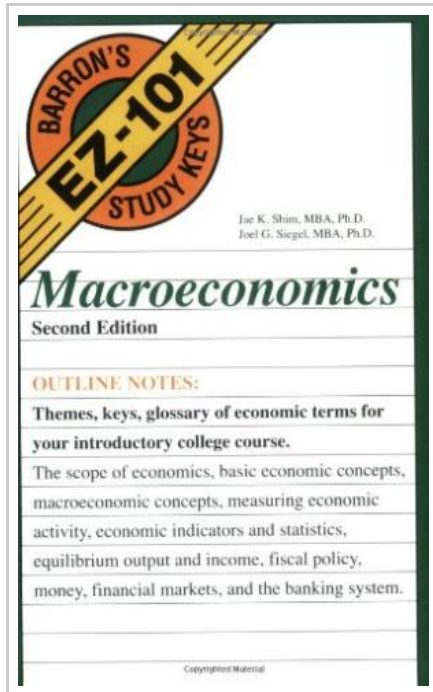 Copyrighted Material
BARRON'S
EZ-101
STUDY KEYS
Jae K. Shim, MBA, Ph.D.
Joel G. Siegel, MBA, Ph.D.
Macroeconomics
Second Edition
OUTLINE NOTES:
Themes, keys, glossary of economic terms for
your introductory college course.
The scope of economics, basic economic concepts,
macroeconomic concepts, measuring economic
activity, economic indicators and statistics,
equilibrium output and income, fiscal policy,
money, financial markets, and the banking system.
Copyrighted Material